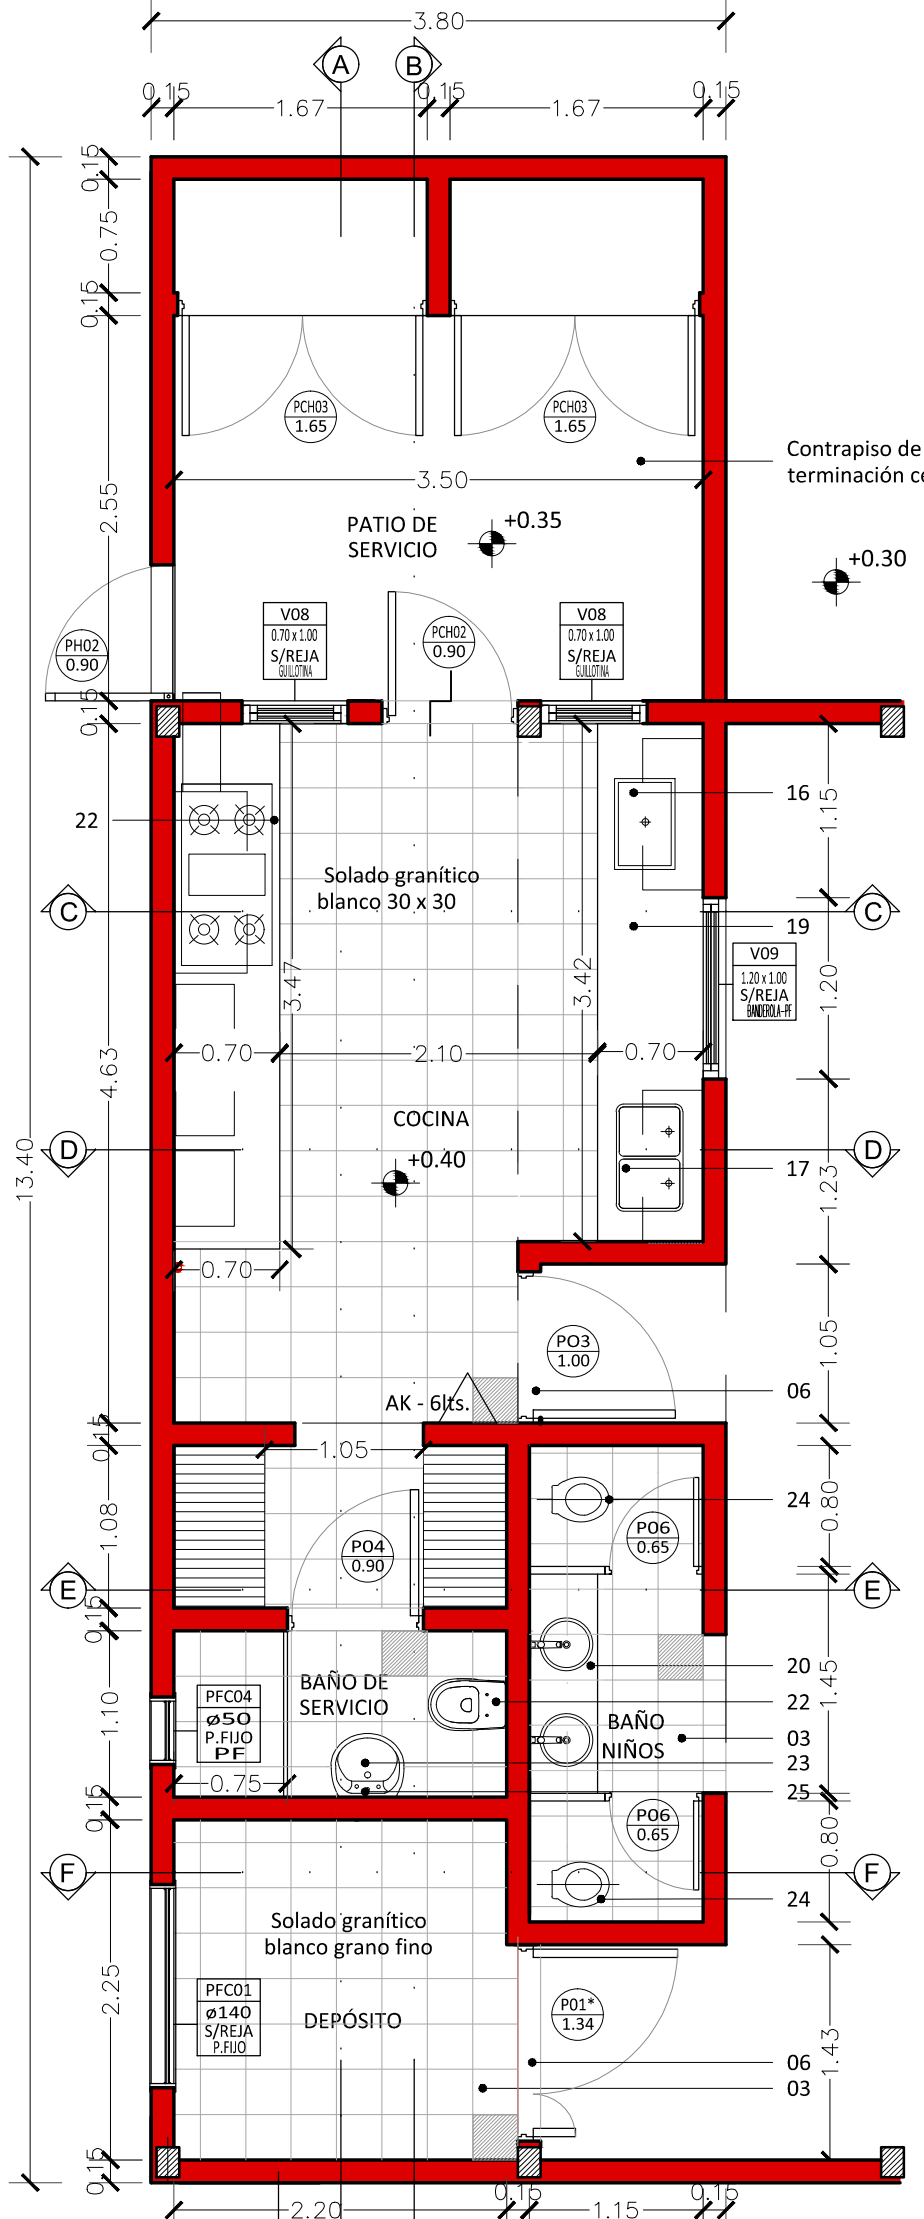 3.80
A
B
0.15
1.67
0.15
1.67
0.15
0.15
0.75
0.15
PCH03
1.65
PCH03
1.65
Contrapiso de
terminación ce
3.50
2.55
PATIO DE
SERVICIO
+0.35
+0.30
V08
0.70 x 1.00
S/REJA
GUILLOTINA
PCH02
0.90
V08
0.70 x 1.00
S/REJA
GUILLOTINA
PH02
0.90
0.15
16
1.15
22
Solado granítico
blanco 30 x 30
C
C
19
V09
1.20 x 1.00
S/REJA
BANDEROLA-PF
3.47
3.42
1.20
0.70
2.10
0.70
4.63
COCINA
13.40
D
D
+0.40
17
1.23
0.70
PO3
1.00
1.05
06
AK - 6lts.
0.15
1.05
24
0.80
1.08
PO4
0.90
PO6
0.65
E
E
0.15
20
1.45
BAÑO DE
SERVICIO
PFC04
ø50
P.FIJO
PF
22
1.10
BAÑO
NIÑOS
03
23
0.75
25
0.15
PO6
0.65
0.80
F
F
24
Solado granítico
blanco grano fino
PFC01
ø140
S/REJA
P.FIJO
2.25
DEPÓSITO
P01*
1.34
1.43
06
03
0.15
0.15
0.15
2.20
1.15